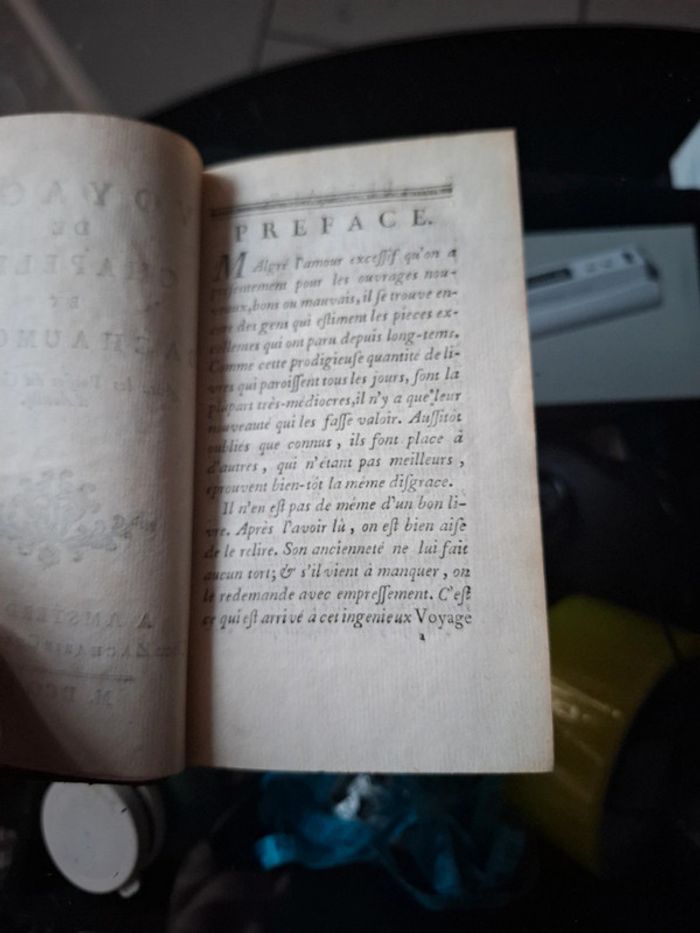 PREFACE.
MAlgré l'amour excessif qu'on a
présentement pour les ouvrages nou-
veaux, bons ou mauvais, il se trouve en-
core des gens qui estiment les pièces ex-
cellentes qui ont paru depuis long-tems.
Comme cette prodigieuse quantité de li-
vres qui paroissent tous les jours, sont la
plupart très-médiocres, il n'y a que leur
nouveauté qui les fasse valoir. Aussitôt
oubliés que connus, ils font place à
d'autres, qui n'étant pas meilleurs,
éprouvent bien-tôt la même disgrace.
Il n'en est pas de même d'un bon li-
vre. Après l'avoir lù, on est bien aise
de le relire. Son ancienneté ne lui fait
aucun tort; & s'il vient à manquer, on
le redemande avec empressement. C'est
ce qui est arrivé à cet ingenieux Voyage